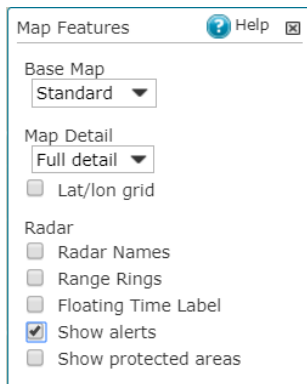 Map Features Help
Base Map
Standard
Map Detail
Full detail
Lat/lon grid
Radar
Radar Names
Range Rings
Floating Time Label
Show alerts
Show protected areas